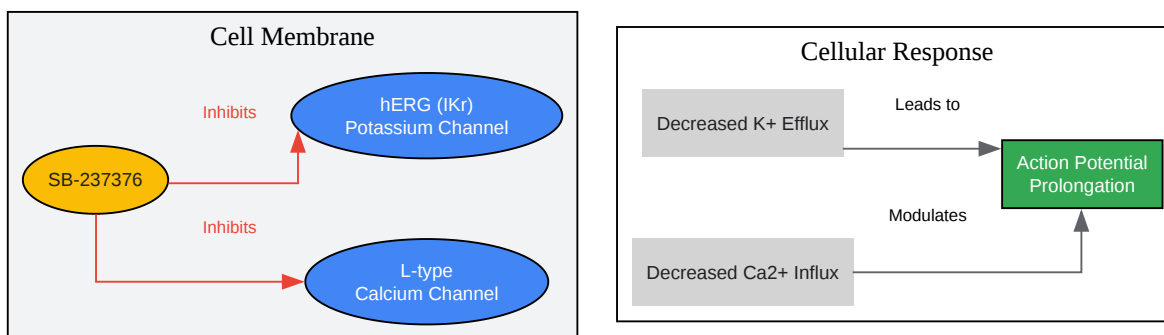 Cell Membrane
Inhibits
hERG (IKr)
Potassium Channel
SB-237376
Inhibits
L-type
Calcium Channel
Cellular Response
Decreased K+ Efflux
Leads to
Action Potential
Prolongation
Modulates
Decreased Ca2+ Influx